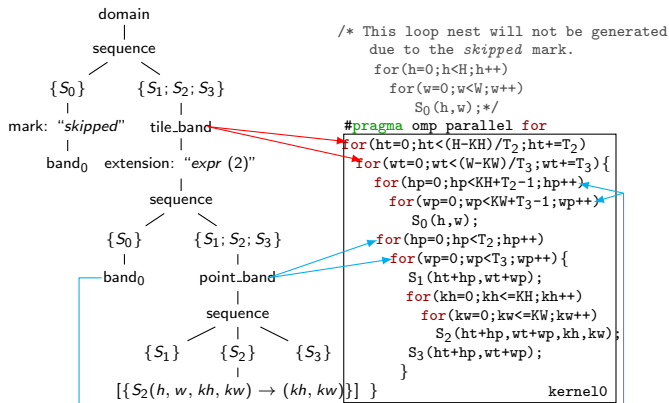 domain
sequence
{S0} {S1; S2; S3}
mark: "skipped" tile_band
band0 extension: "expr (2)"
sequence
{S0} {S1; S2; S3}
band0 point_band
sequence
{S1} {S2} {S3}
[{S2(h, w, kh, kw) → (kh, kw)}]
/* This loop nest will not be generated
due to the skipped mark.
for(h=0;h<H;h++)
for(w=0;w<W;w++)
S0(h,w);*/
#pragma omp parallel for
for(ht=0;ht<(H-KH)/T2;ht+=T2)
for(wt=0;wt<(W-KW)/T3;wt+=T3){
for(hp=0;hp<KH+T2-1;hp++)
for(wp=0;wp<KW+T3-1;wp++)
S0(h,w);
for(hp=0;hp<T2;hp++)
for(wp=0;wp<T3;wp++){
S1(ht+hp,wt+wp);
for(kh=0;kh<=KH;kh++)
for(kw=0;kw<=KW;kw++)
S2(ht+hp,wt+wp,kh,kw);
S3(ht+hp,wt+wp);
}
} kernel0